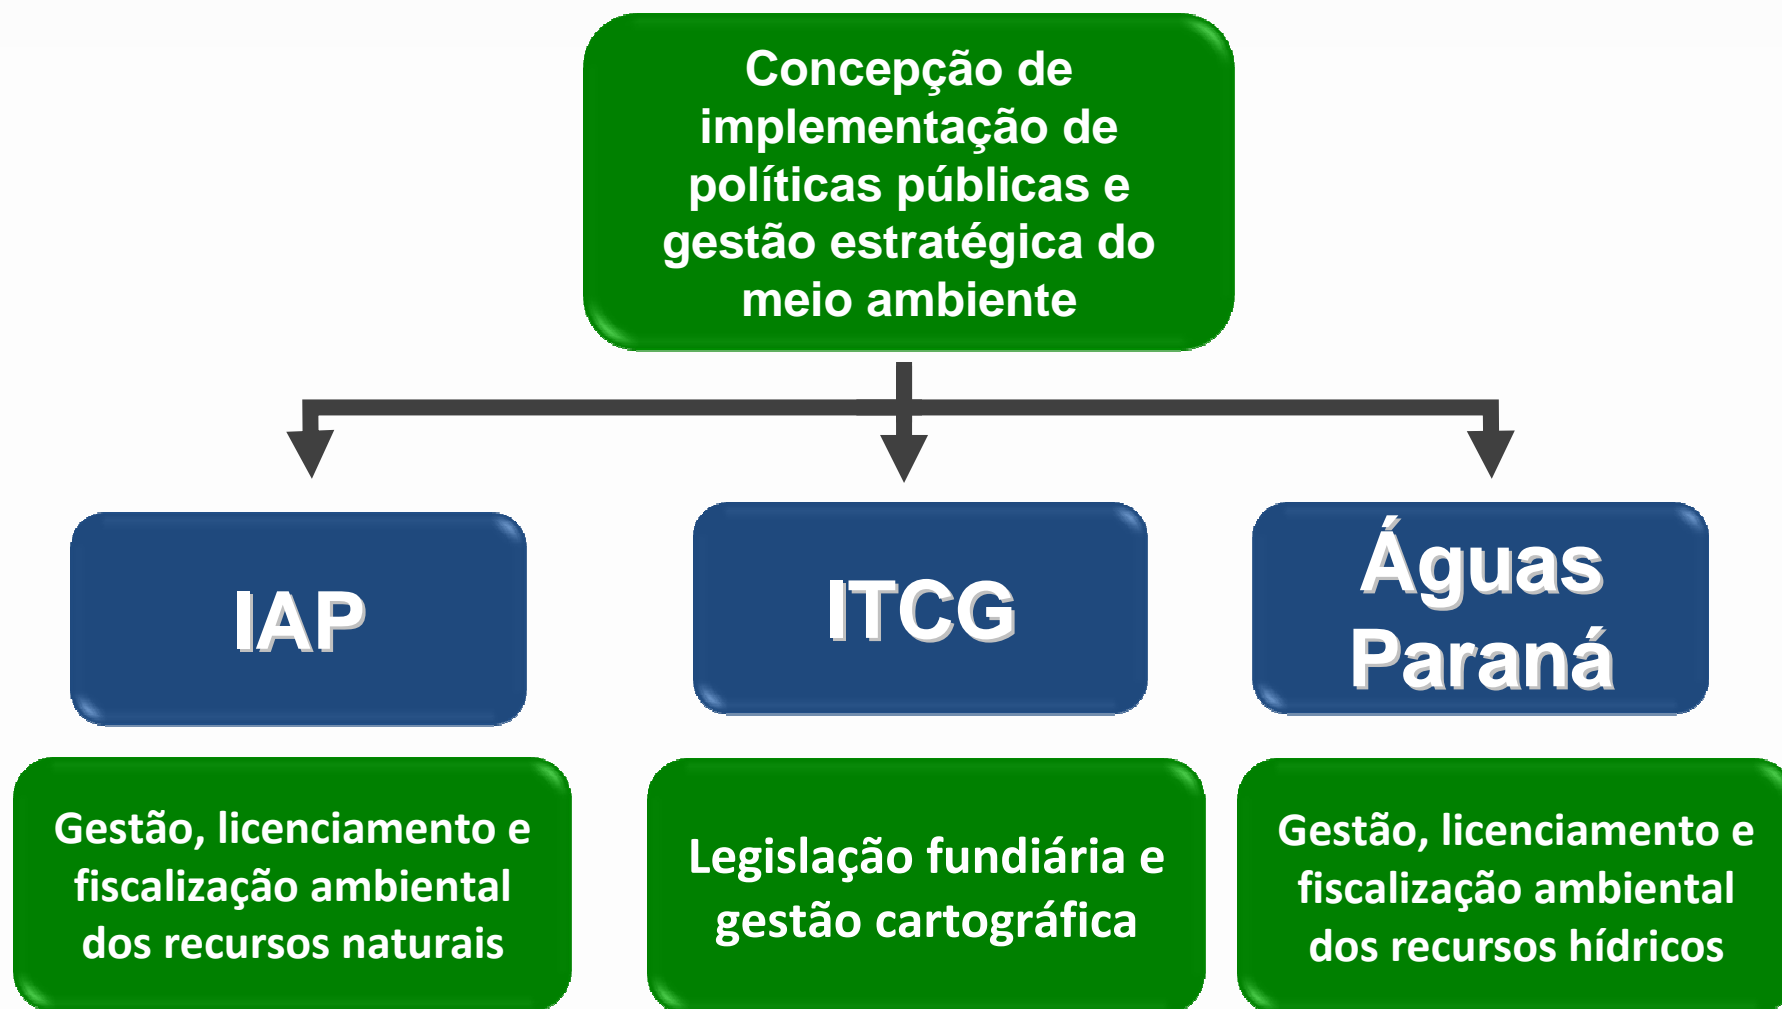 Concepção de
implementação de
políticas públicas e
gestão estratégica do
meio ambiente
IAP
ITCG
Águas
Paraná
Gestão, licenciamento e
fiscalização ambiental
dos recursos naturais
Legislação fundiária e
gestão cartográfica
Gestão, licenciamento e
fiscalização ambiental
dos recursos hídricos